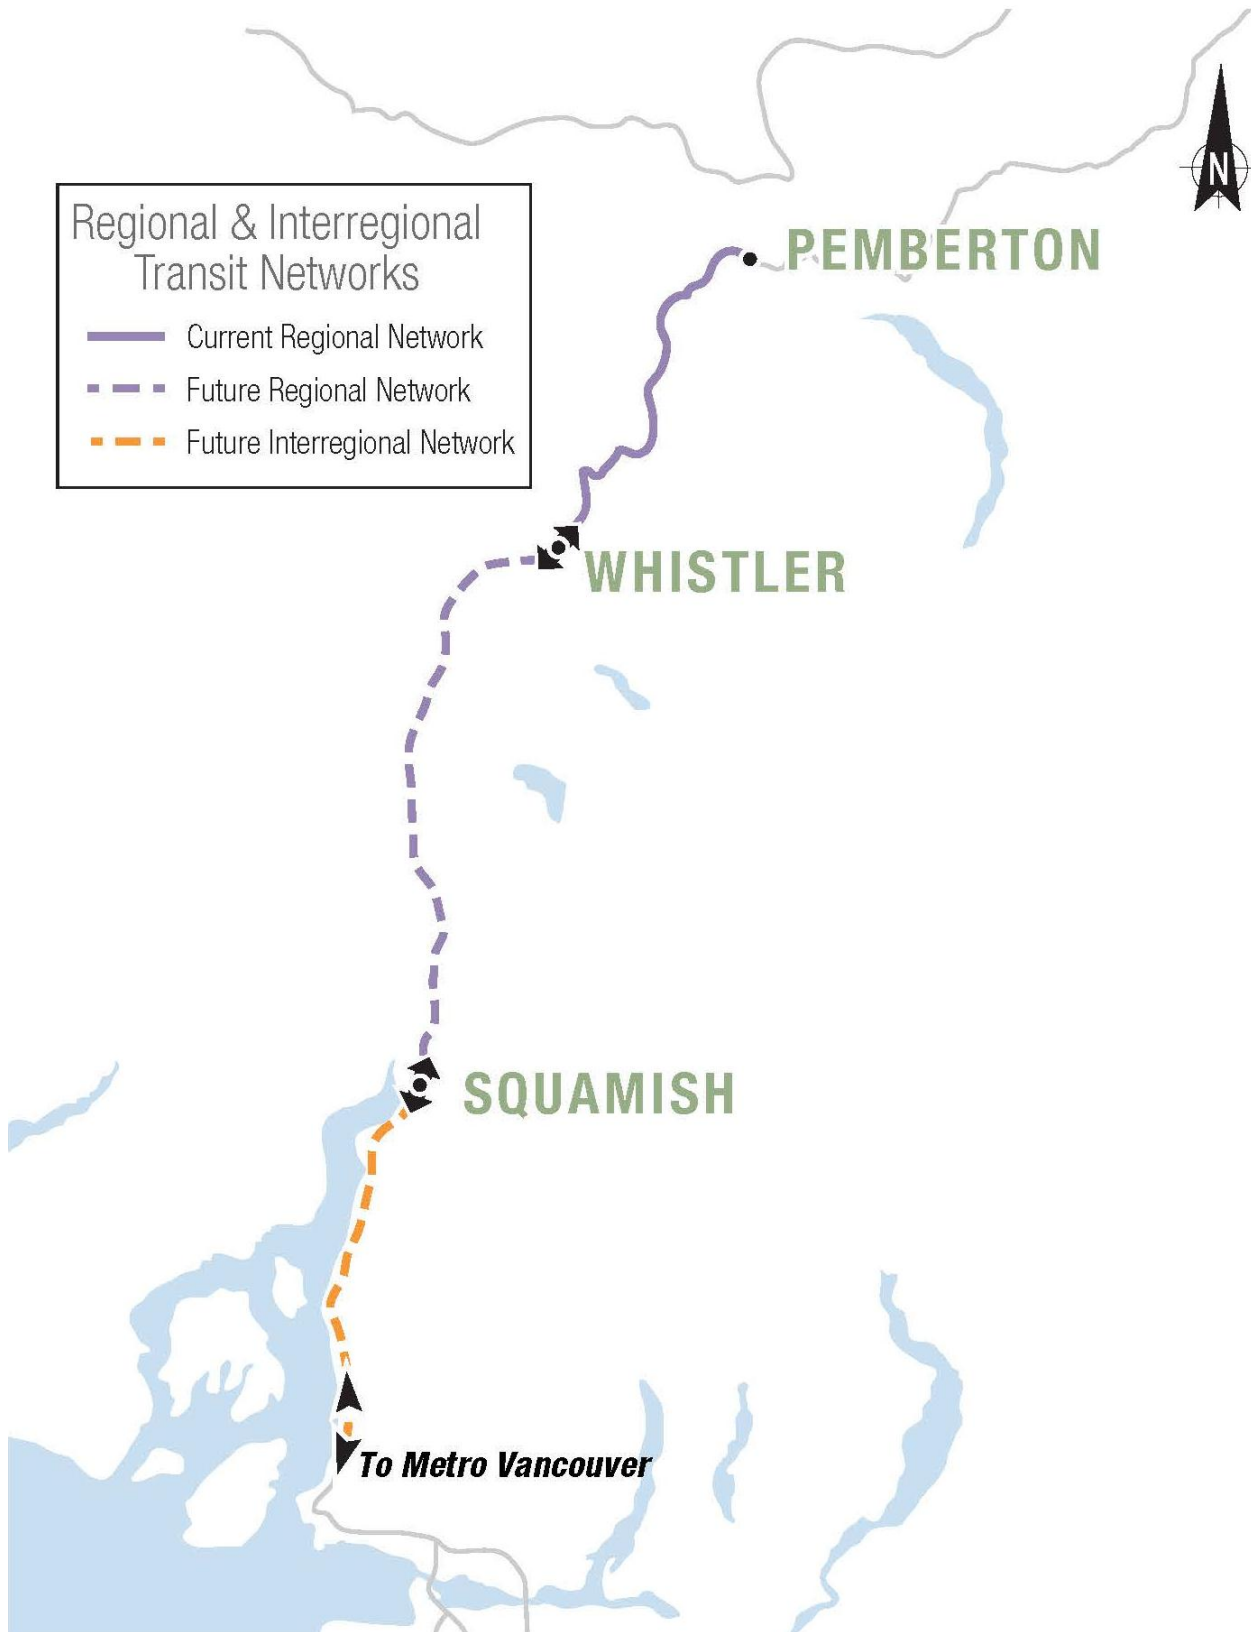 Regional & Interregional
Transit Networks
Current Regional Network
Future Regional Network
Future Interregional Network
N
PEMBERTON
WHISTLER
SQUAMISH
To Metro Vancouver